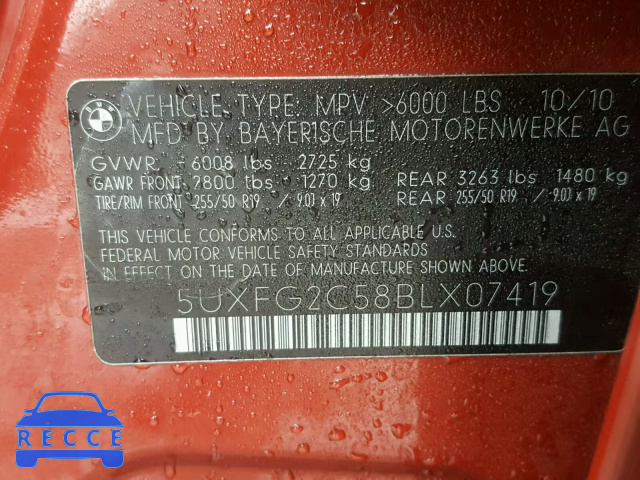 BMW
VEHICLE TYPE: MPV >6000 LBS 10/10
MFD BY BAYERISCHE MOTORENWERKE AG
GVWR 6008 lbs 2725 kg
GAWR FRONT 2800 lbs 1270 kg REAR 3263 lbs 1480 kg
TIRE/RIM FRONT 255/50 R19 / 9.0J x 19 REAR 255/50 R19 / 9.0J x 19
THIS VEHICLE CONFORMS TO ALL APPLICABLE U.S.
FEDERAL MOTOR VEHICLE SAFETY STANDARDS
IN EFFECT ON THE DATE OF MANUFACTURE SHOWN ABOVE.
5UXFG2C58BLX07419
RECCE